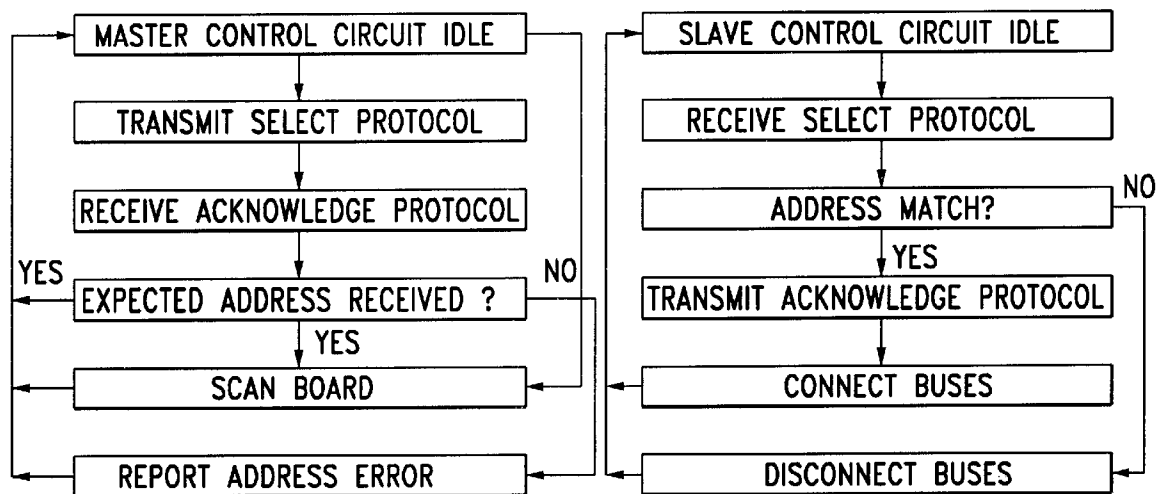 MASTER CONTROL CIRCUIT IDLE
TRANSMIT SELECT PROTOCOL
RECEIVE ACKNOWLEDGE PROTOCOL
YES
NO
EXPECTED ADDRESS RECEIVED ?
YES
SCAN BOARD
REPORT ADDRESS ERROR
SLAVE CONTROL CIRCUIT IDLE
RECEIVE SELECT PROTOCOL
NO
ADDRESS MATCH?
YES
TRANSMIT ACKNOWLEDGE PROTOCOL
CONNECT BUSES
DISCONNECT BUSES